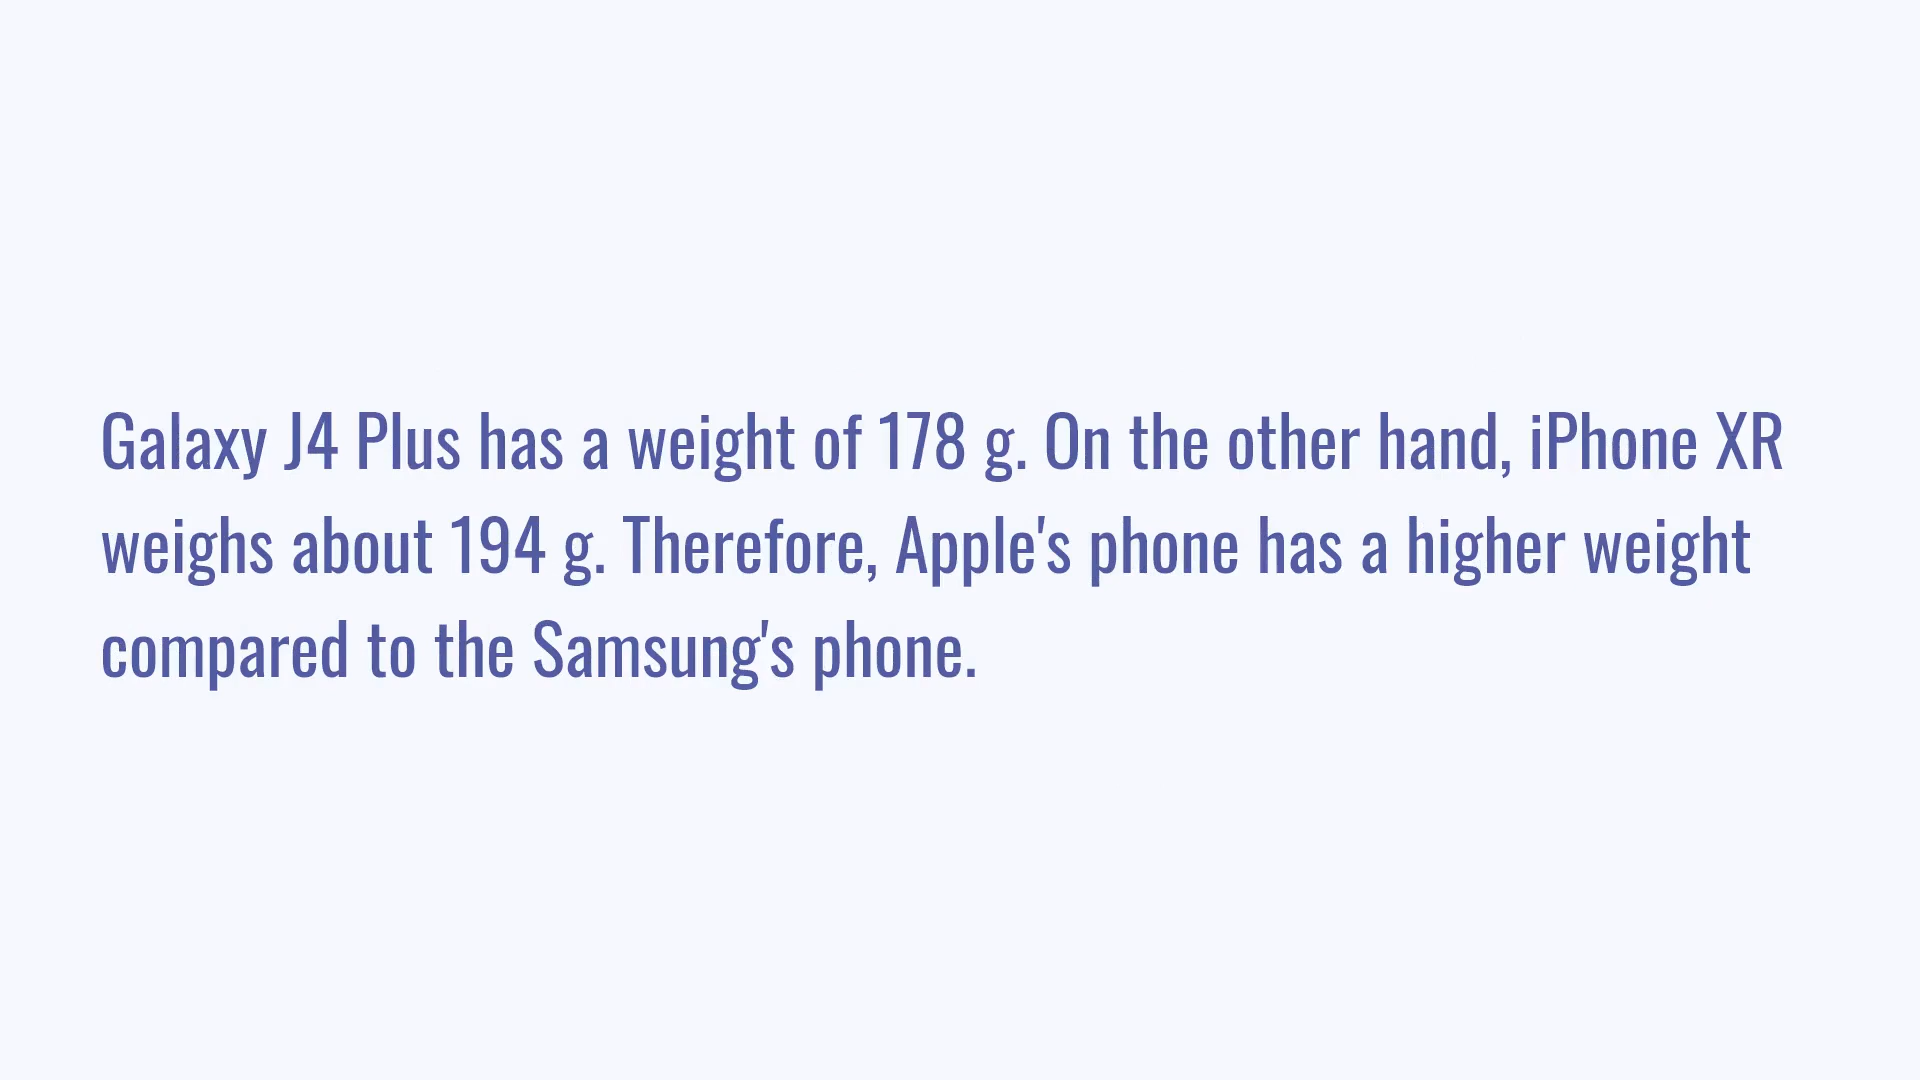 Galaxy J4 Plus has a weight of 178 g. On the other hand, iPhone XR
weighs about 194 g. Therefore, Apple's phone has a higher weight
compared to the Samsung's phone.